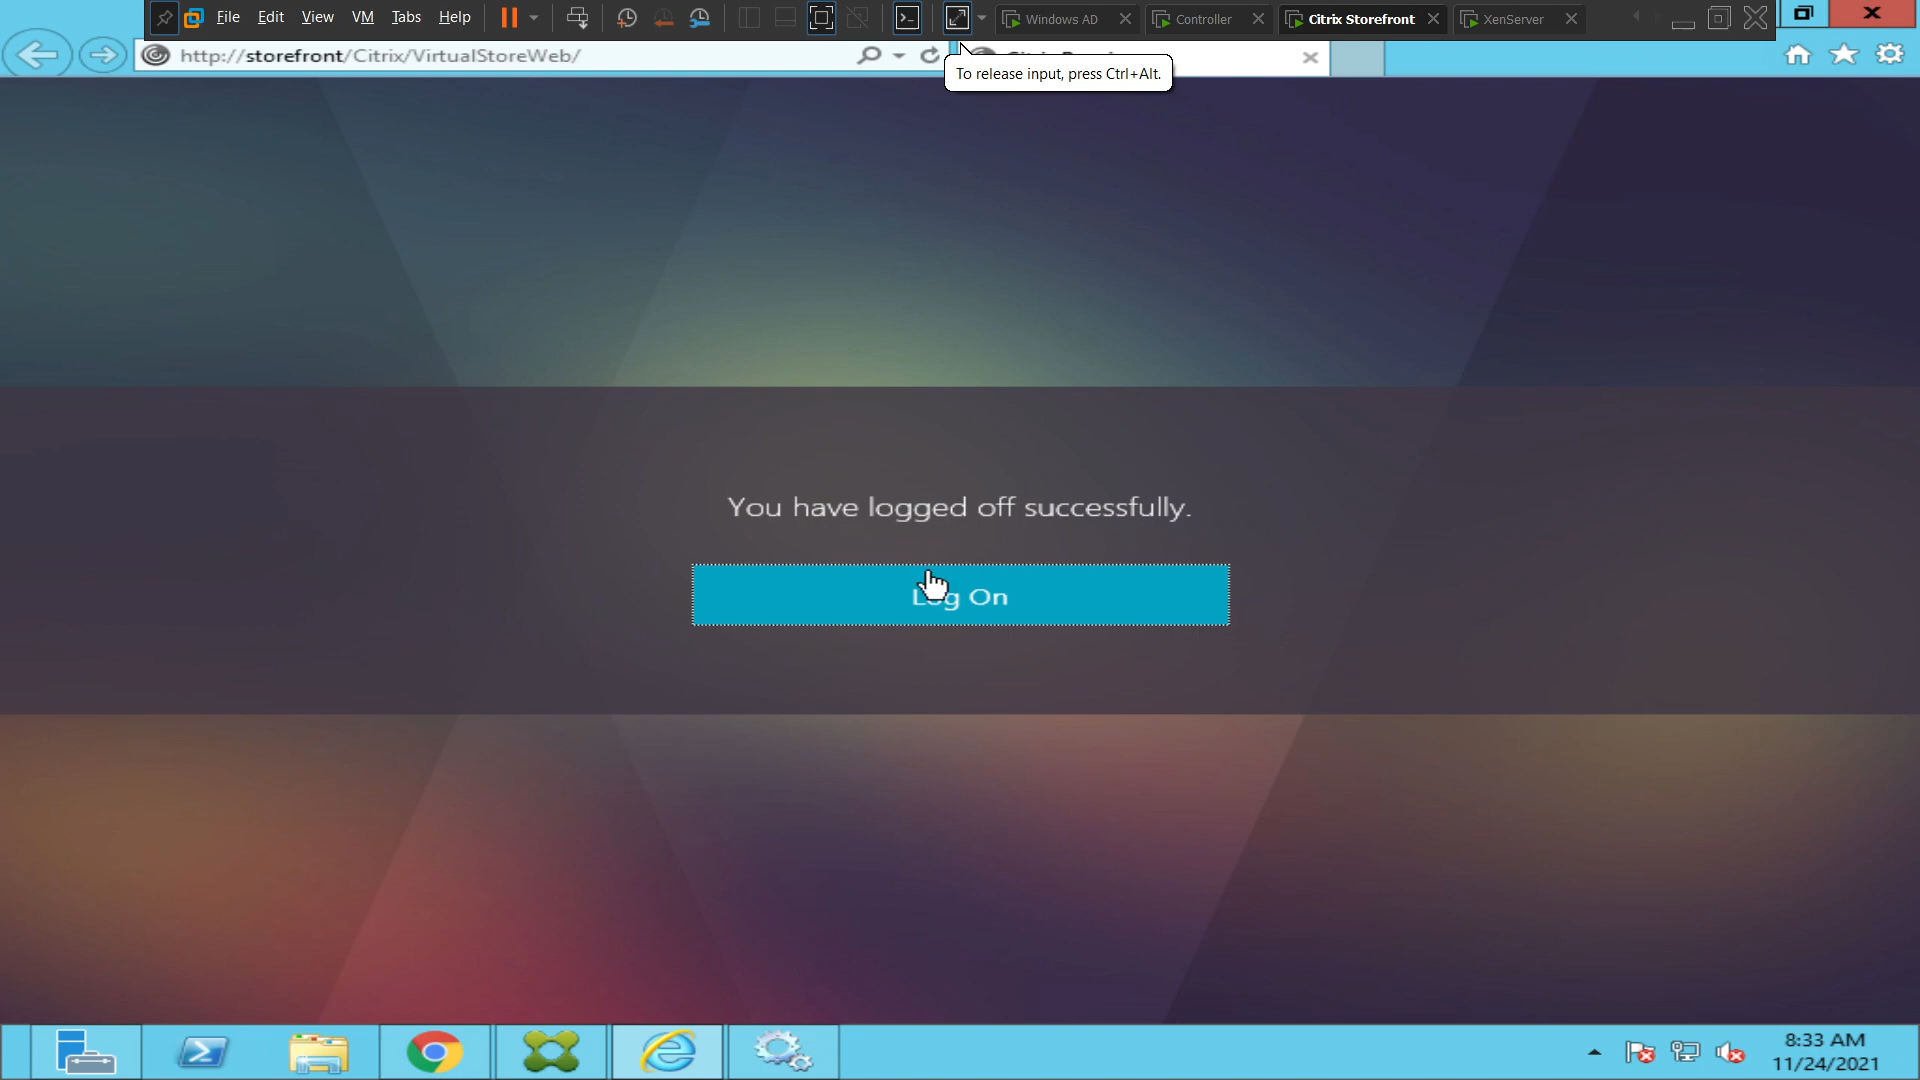 File Edit View VM Tabs Help
Windows AD
Controller
Citrix Storefront
XenServer
http://storefront/Citrix/VirtualStoreWeb/
To release input, press Ctrl+Alt.
You have logged off successfully.
Log On
8:33 AM
11/24/2021